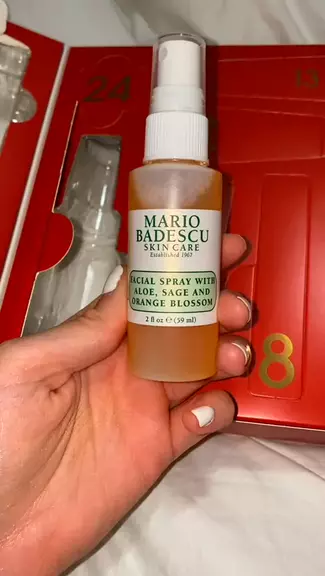 24
13
MARIO
BADESCU
SKIN CARE
Established 1967
FACIAL SPRAY WITH
ALOE, SAGE AND
ORANGE BLOSSOM
2 fl oz ℮ (59 ml)
8